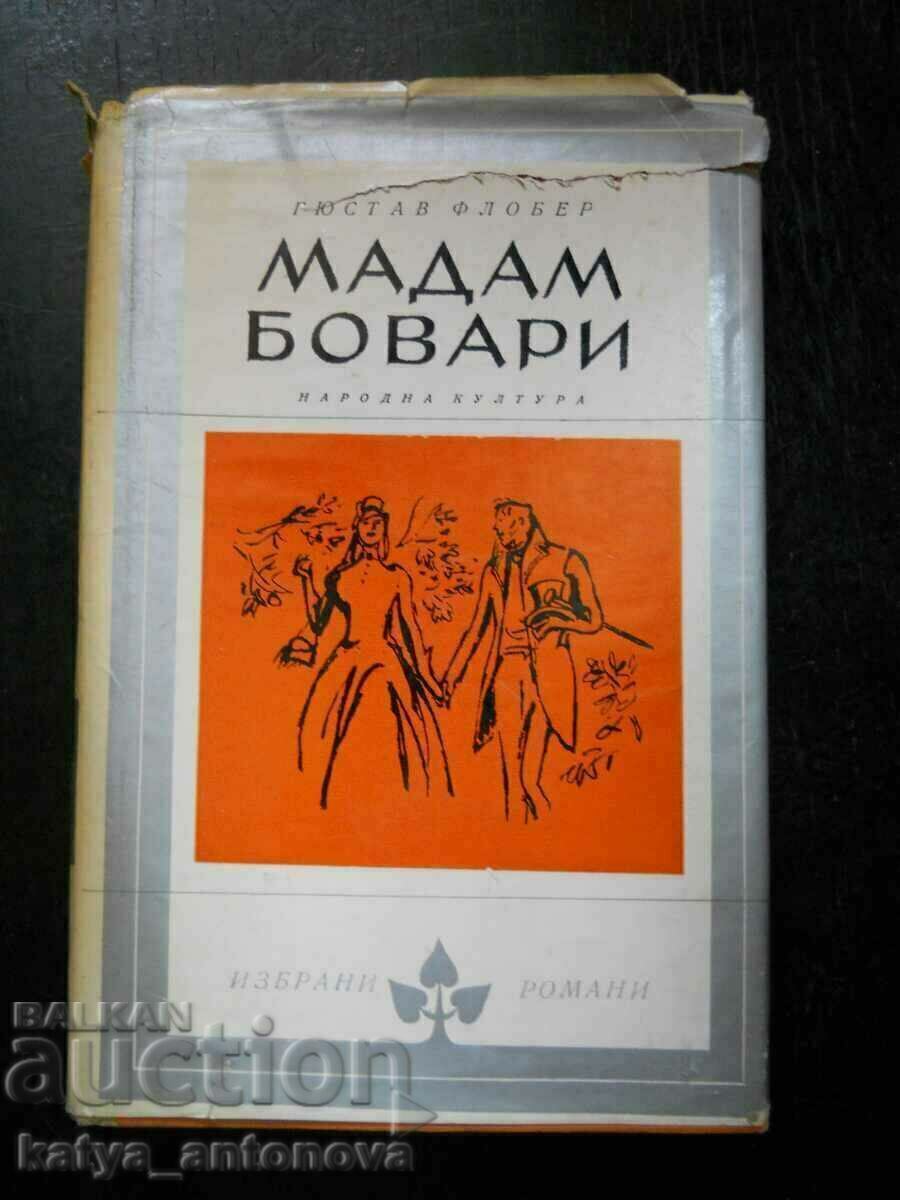 ГЮСТАВ ФЛОБЕР
МАДАМ
БОВАРИ
НАРОДНА КУЛТУРА
ИЗБРАНИ РОМАНИ
BALKAN
auction
katya_antonova